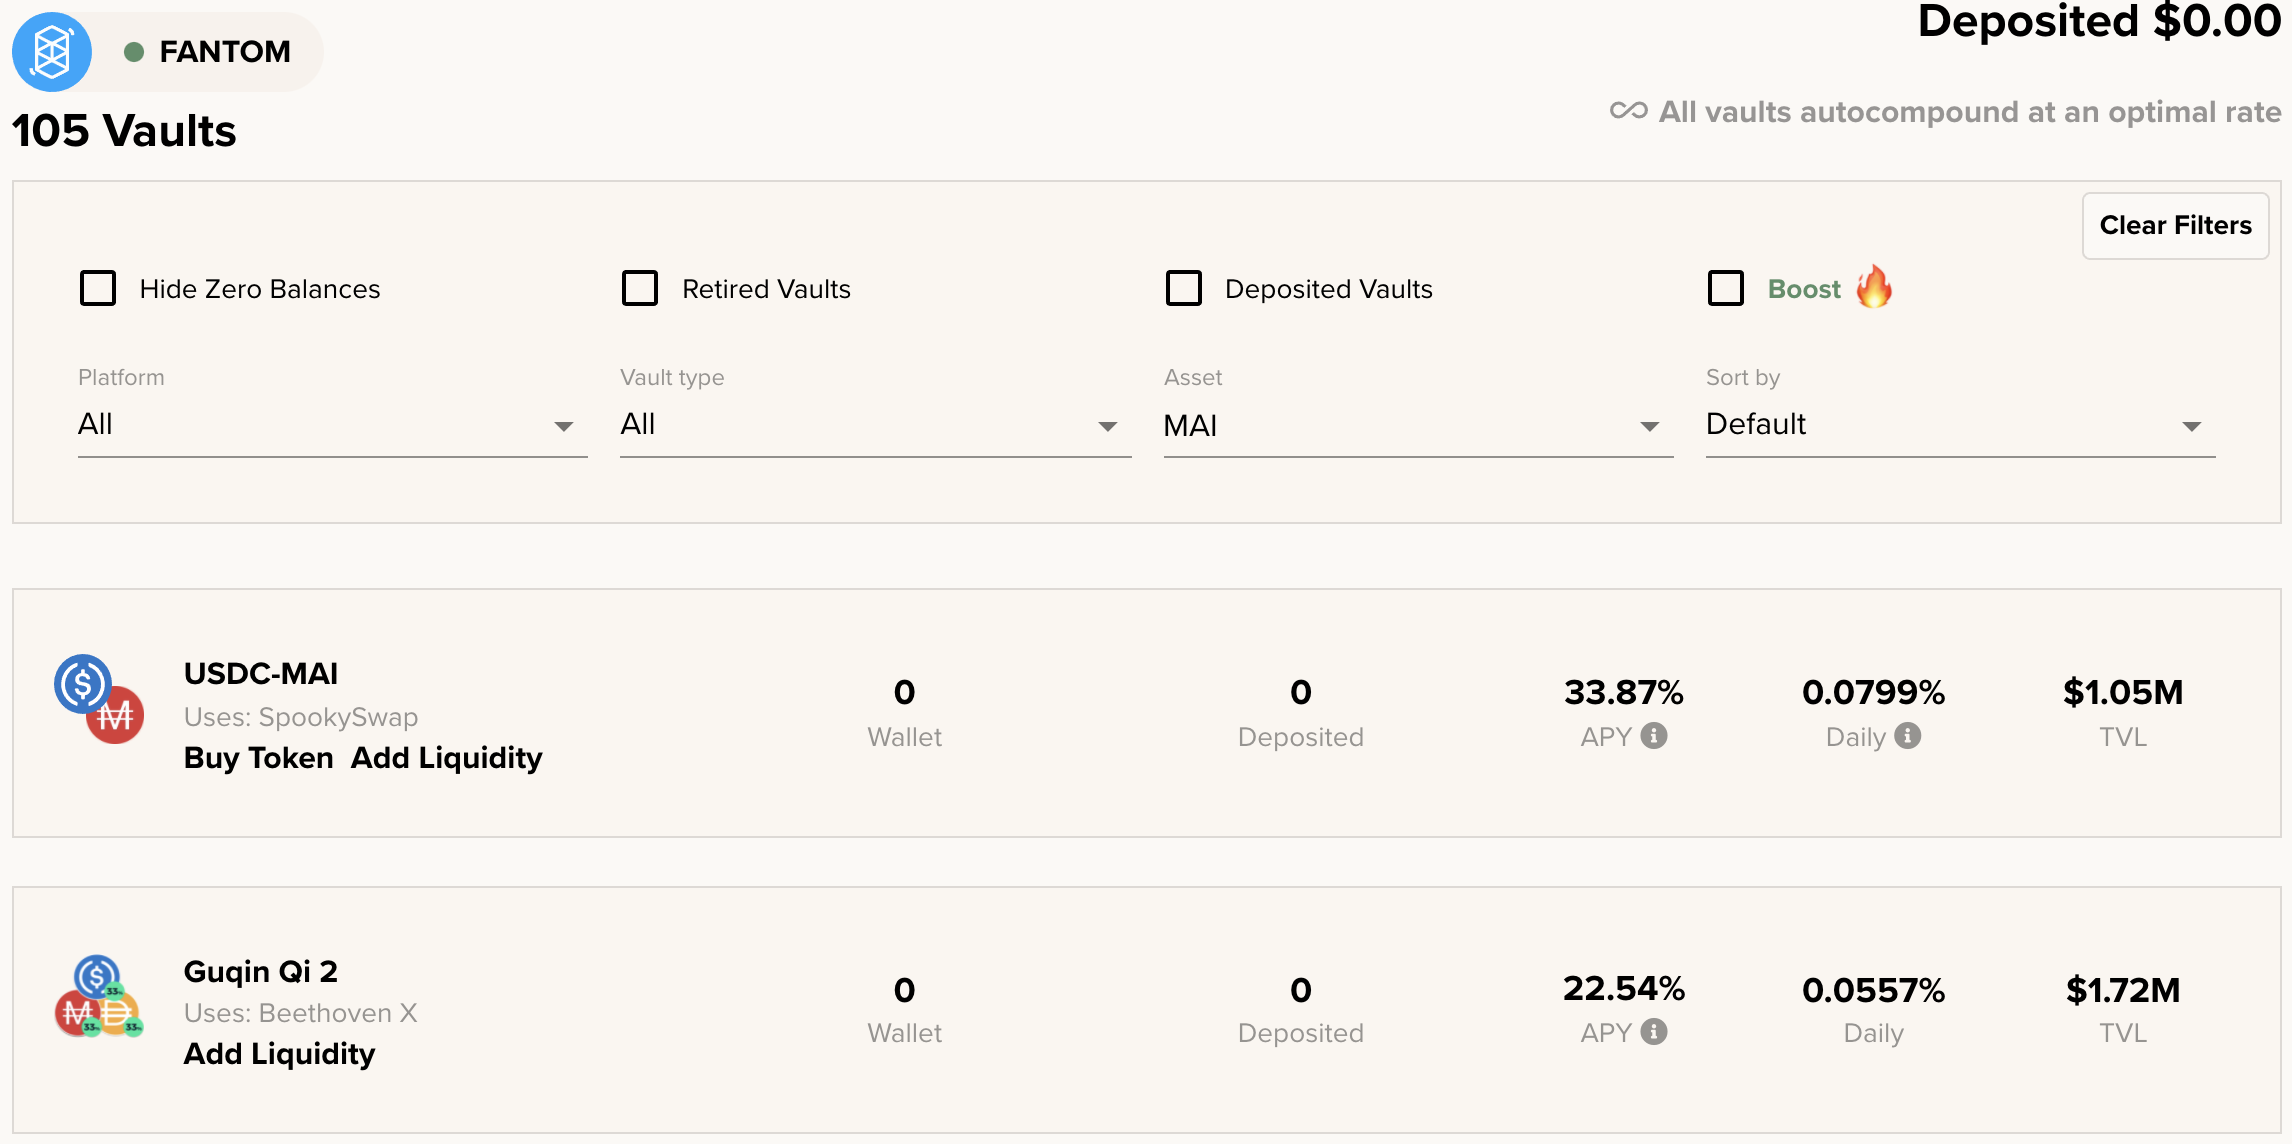 FANTOM
Deposited $0.00
105 Vaults
All vaults autocompound at an optimal rate
Clear Filters
Hide Zero Balances
Retired Vaults
Deposited Vaults
Boost 🔥
Platform
Vault type
Asset
Sort by
All
All
MAI
Default
USDC-MAI
Uses: SpookySwap
Buy Token Add Liquidity
0
Wallet
0
Deposited
33.87%
APY
0.0799%
Daily
$1.05M
TVL
Guqin Qi 2
Uses: Beethoven X
Add Liquidity
33%
33%
33%
0
Wallet
0
Deposited
22.54%
APY
0.0557%
Daily
$1.72M
TVL